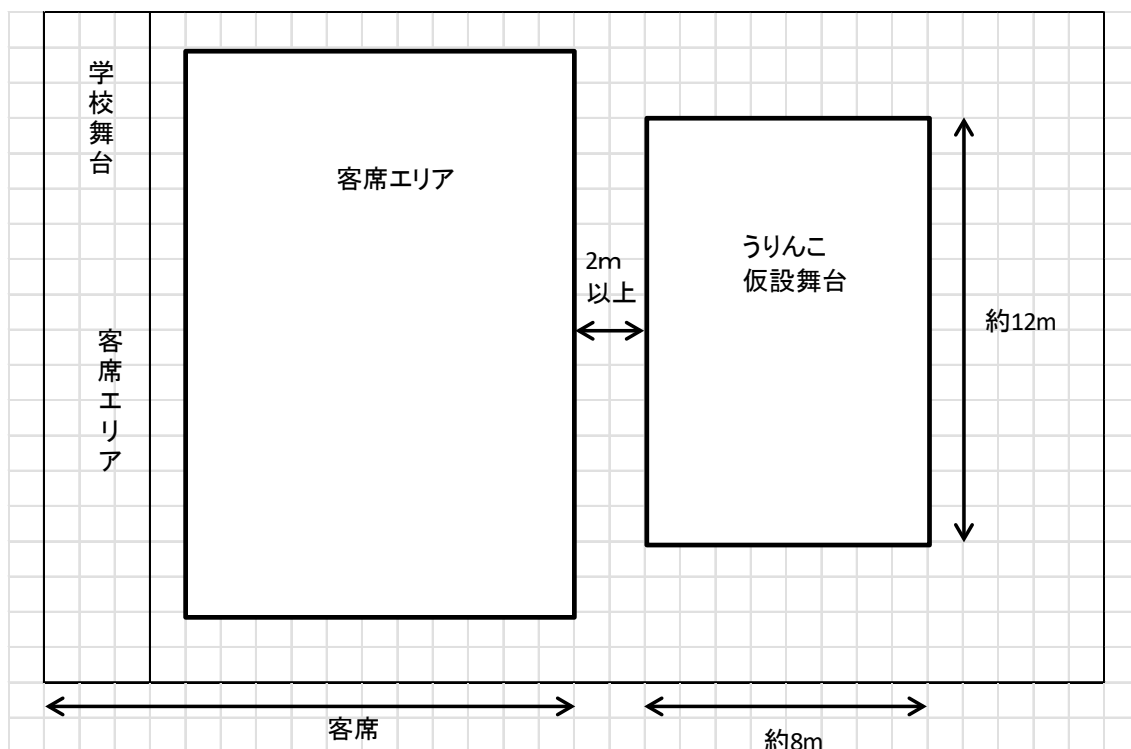 学校舞台
客席エリア
客席エリア
2m
以上
うりんこ
仮設舞台
約12m
客席
約8m